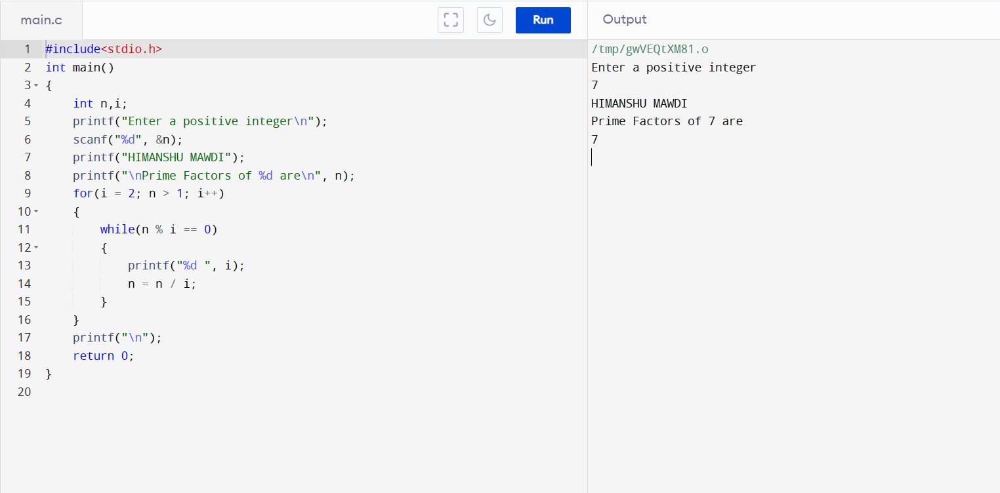 main.c
Run
1 #include<stdio.h>
2 int main()
3 {
4     int n,i;
5     printf("Enter a positive integer\n");
6     scanf("%d", &n);
7     printf("HIMANSHU MAWDI");
8     printf("\nPrime Factors of %d are\n", n);
9     for(i = 2; n > 1; i++)
10     {
11         while(n % i == 0)
12         {
13             printf("%d ", i);
14             n = n / i;
15         }
16     }
17     printf("\n");
18     return 0;
19 }
20
Output
/tmp/gwVEQtXM81.o
Enter a positive integer
7
HIMANSHU MAWDI
Prime Factors of 7 are
7